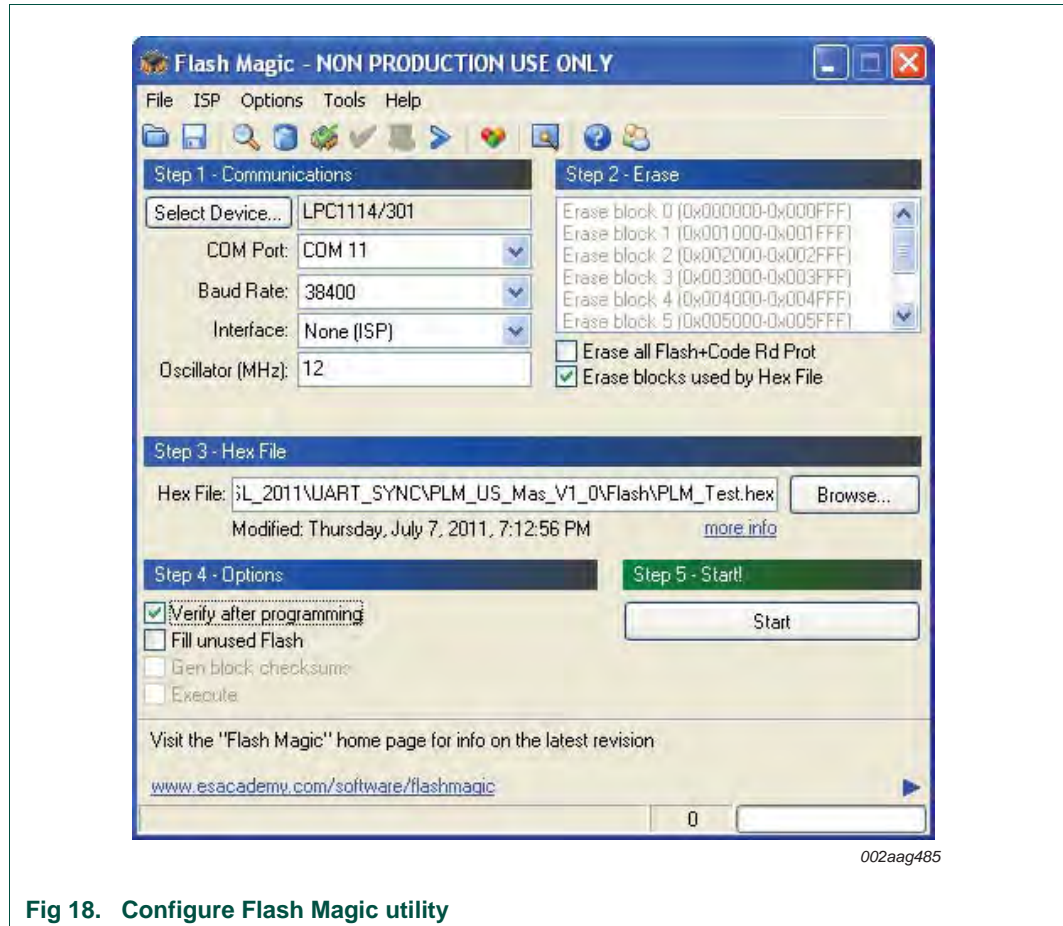 Flash Magic - NON PRODUCTION USE ONLY
File ISP Options Tools Help
Step 1 - Communications
Select Device... LPC1114/301
COM Port: COM 11
Baud Rate: 38400
Interface: None (ISP)
Oscillator (MHz): 12
Step 2 - Erase
Erase block 0 (0x000000-0x000FFF)
Erase block 1 (0x001000-0x001FFF)
Erase block 2 (0x002000-0x002FFF)
Erase block 3 (0x003000-0x003FFF)
Erase block 4 (0x004000-0x004FFF)
Erase block 5 (0x005000-0x005FFF)
Erase all Flash+Code Rd Prot
Erase blocks used by Hex File
Step 3 - Hex File
Hex File: SL_2011\UART_SYNC\PLM_US_Mas_V1_0\Flash\PLM_Test.hex Browse...
Modified: Thursday, July 7, 2011, 7:12:56 PM more info
Step 4 - Options
Verify after programming
Fill unused Flash
Gen block checksums
Execute
Step 5 - Start!
Start
Visit the "Flash Magic" home page for info on the latest revision
www.esacademy.com/software/flashmagic
0
002aag485
Fig 18. Configure Flash Magic utility